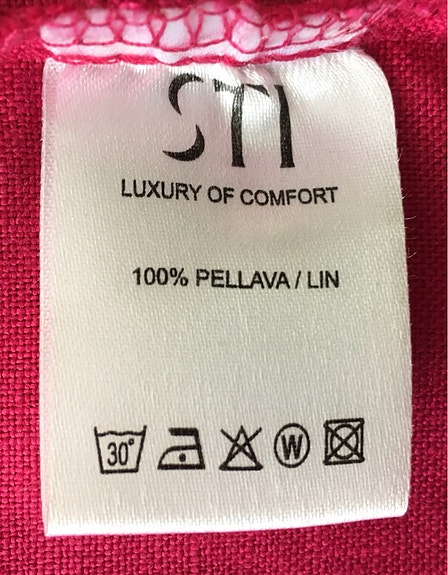 STI
LUXURY OF COMFORT
100% PELLAVA / LIN
30°
W